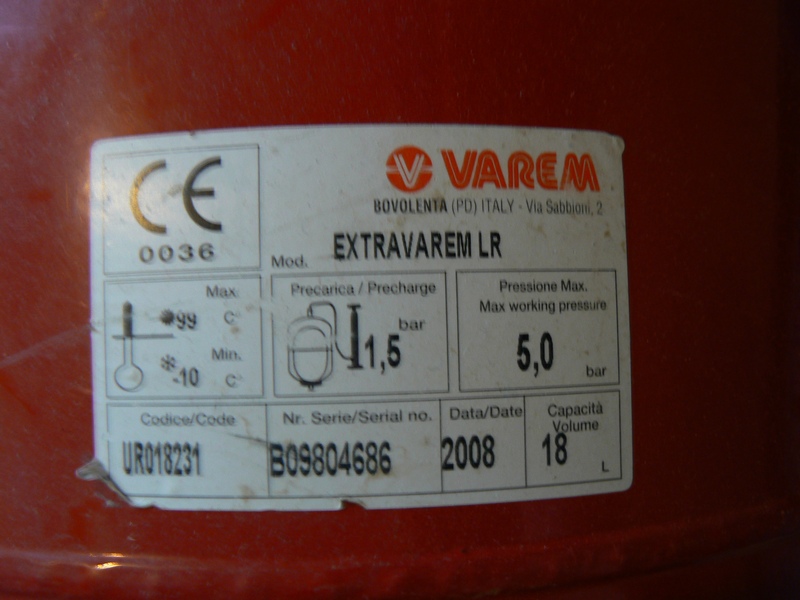 CE
0036
VAREM
BOVOLENTA (PD) ITALY - Via Sabbioni, 2
Mod. EXTRAVAREM LR
Max.
+99 C°
Min.
-10 C°
Precarica / Precharge
1,5 bar
Pressione Max.
Max working pressure
5,0 bar
Codice/Code
UR018231
Nr. Serie/Serial no.
B09804686
Data/Date
2008
Capacità
Volume
18 L